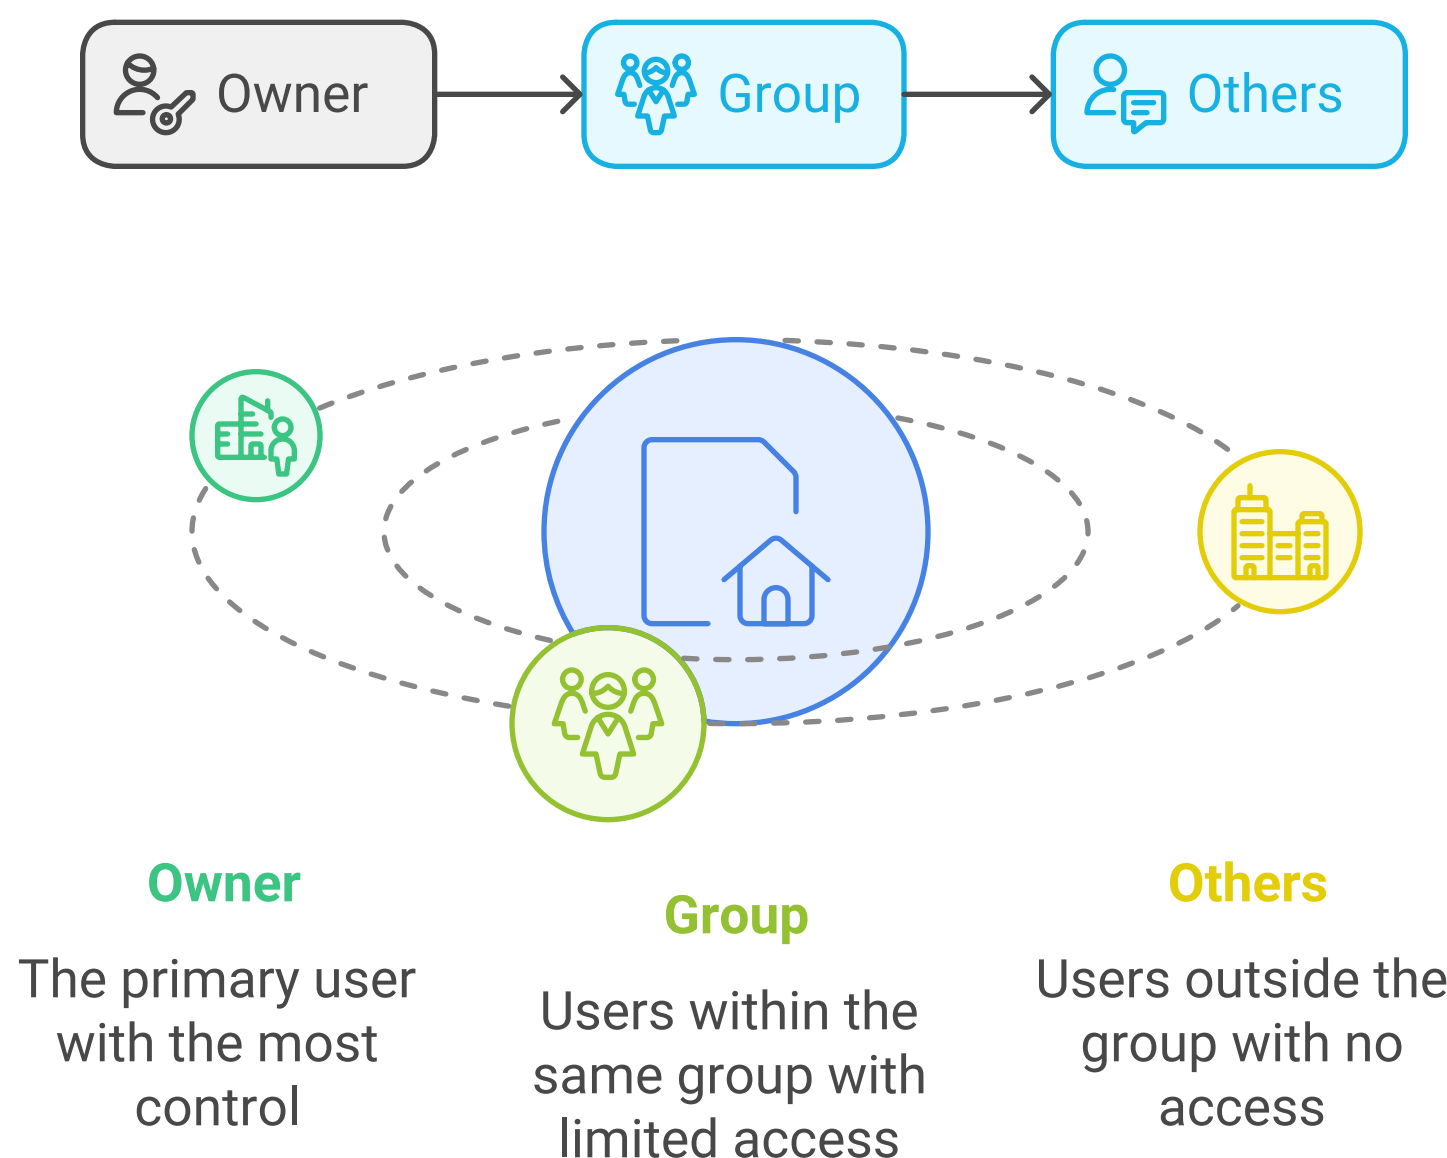 Owner
Group
Others
Owner
The primary user
with the most
control
Group
Users within the
same group with
limited access
Others
Users outside the
group with no
access